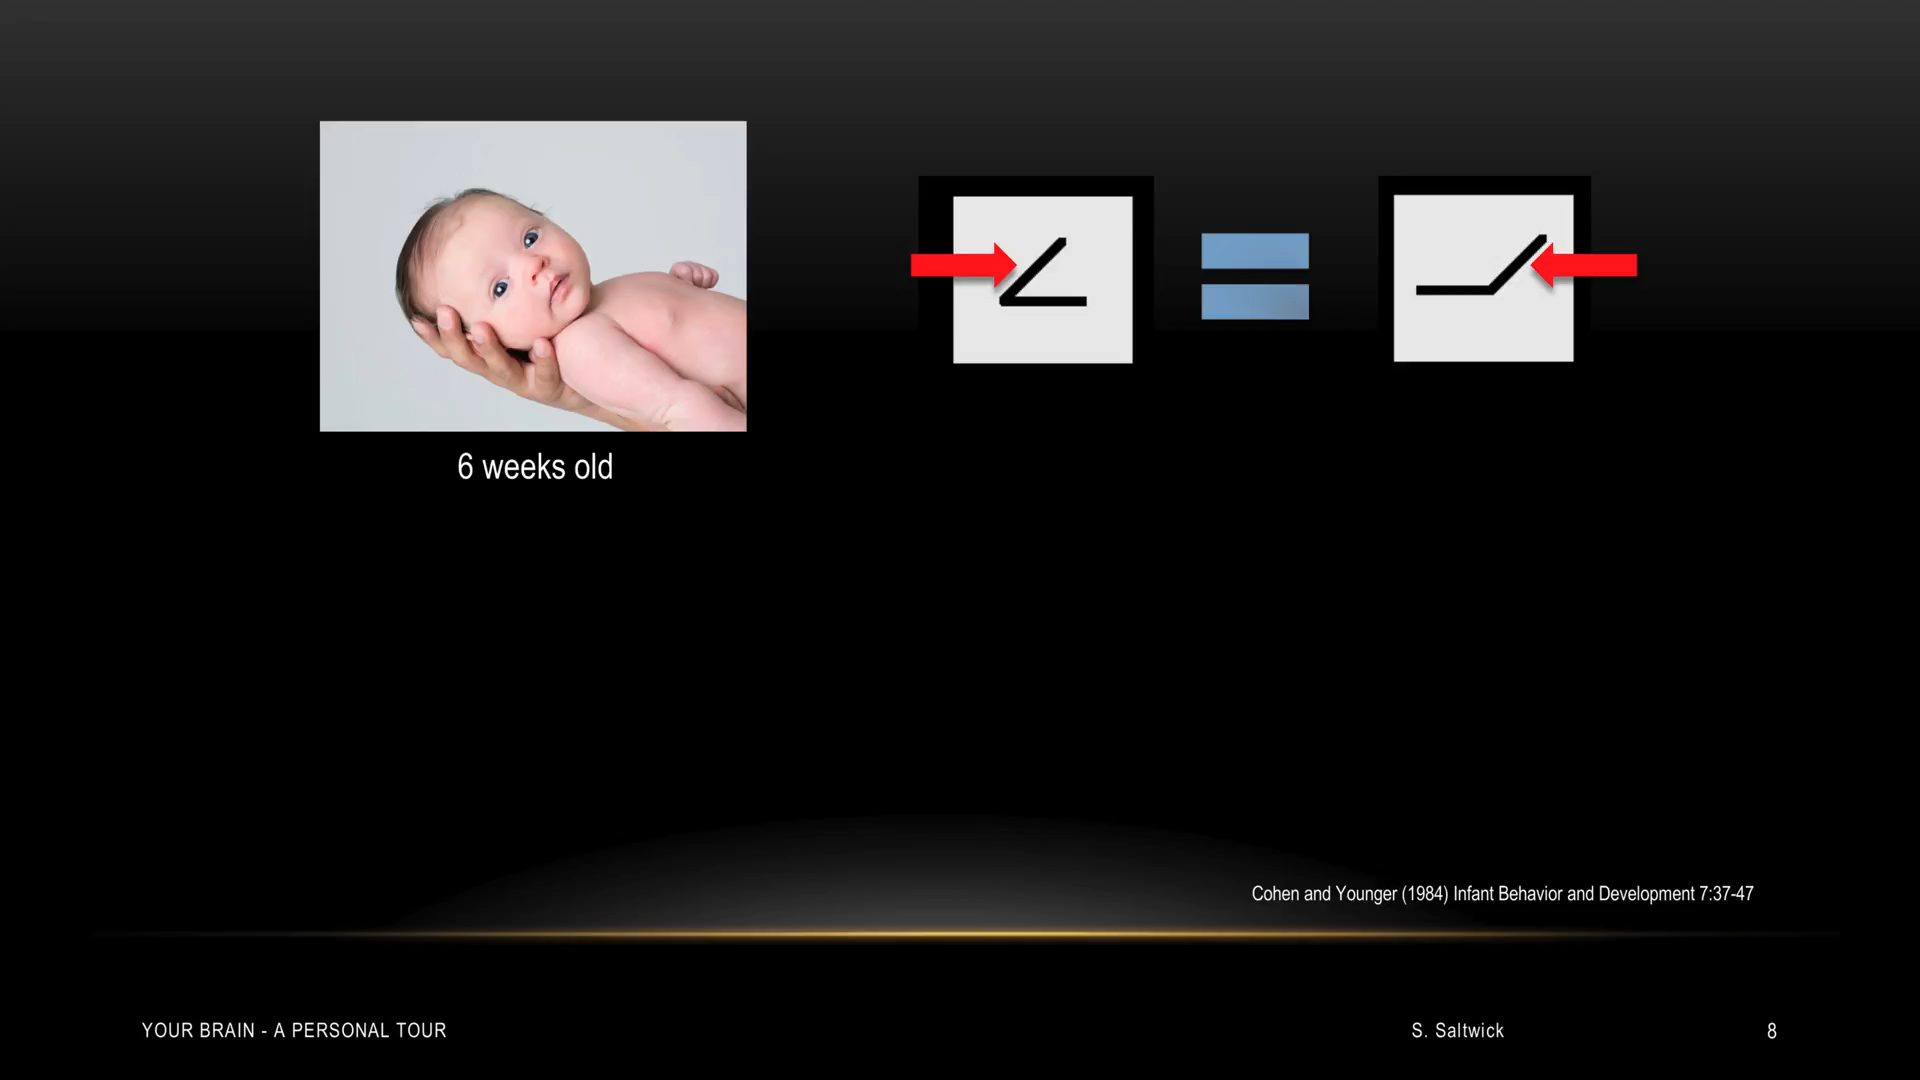 6 weeks old
Cohen and Younger (1984) Infant Behavior and Development 7:37-47
YOUR BRAIN - A PERSONAL TOUR
S. Saltwick
8